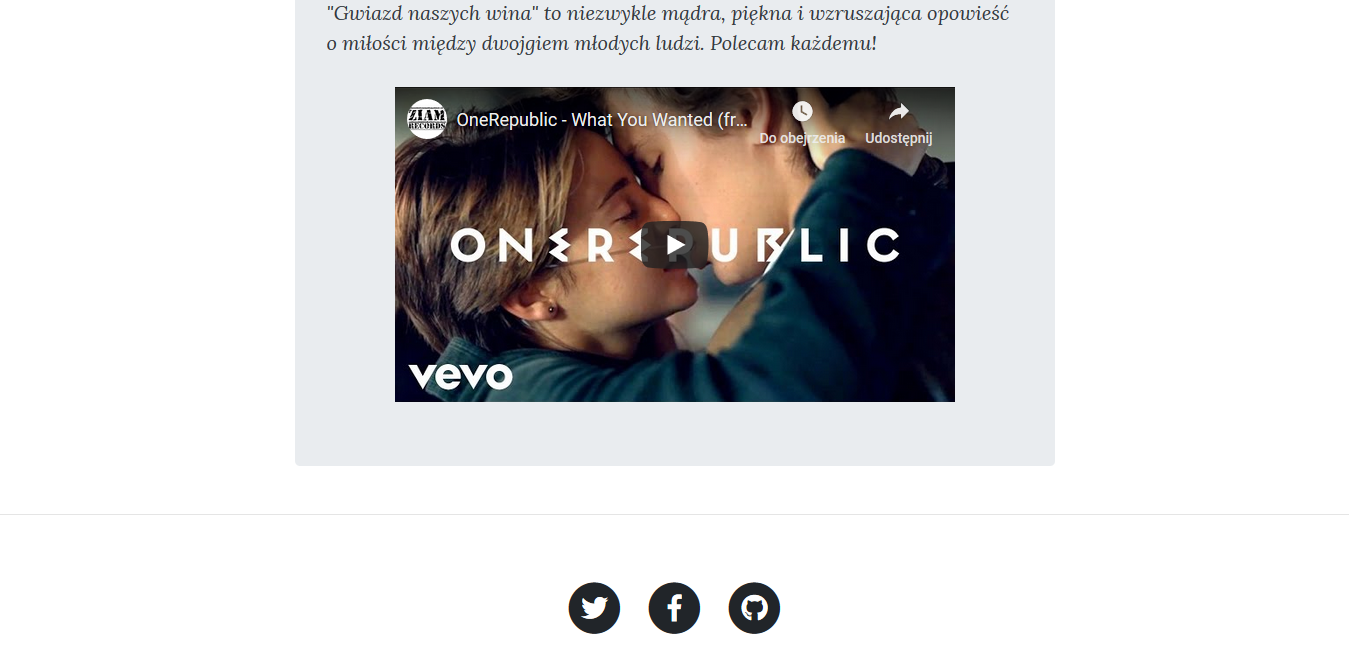 "Gwiazd naszych wina" to niezwykle mądra, piękna i wzruszająca opowieść
o miłości między dwojgiem młodych ludzi. Polecam każdemu!
ZIAM
RECORDS
OneRepublic - What You Wanted (fr...
Do obejrzenia
Udostępnij
ONEREPUBLIC
vevo